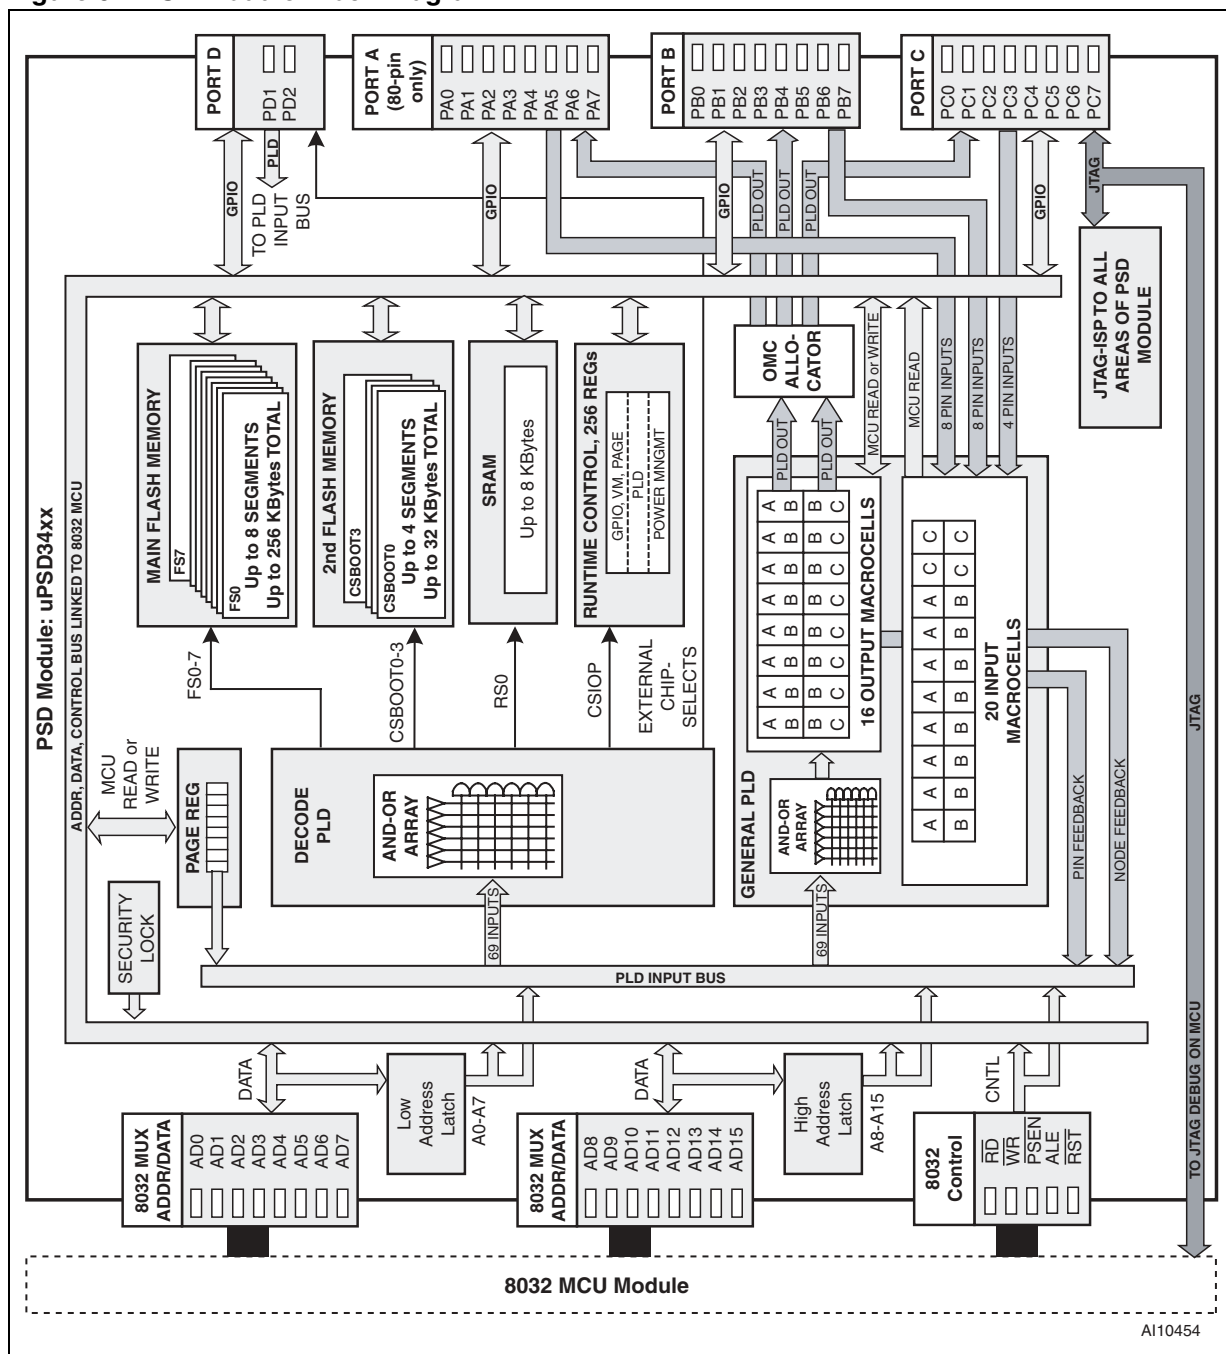 PSD Module: uPSD34xx
PORT D
PD1
PD2
PORT A
(80-pin
only)
PA0
PA1
PA2
PA3
PA4
PA5
PA6
PA7
PORT B
PB0
PB1
PB2
PB3
PB4
PB5
PB6
PB7
PORT C
PC0
PC1
PC2
PC3
PC4
PC5
PC6
PC7
GPIO
PLD
TO PLD
INPUT
BUS
GPIO
GPIO
PLD OUT
PLD OUT
PLD OUT
GPIO
JTAG
ADDR, DATA, CONTROL BUS LINKED TO 8032 MCU
MAIN FLASH MEMORY
FS7
FS0
Up to 8 SEGMENTS
Up to 256 KBytes TOTAL
2nd FLASH MEMORY
CSBOOT3
CSBOOT0
Up to 4 SEGMENTS
Up to 32 KBytes TOTAL
SRAM
Up to 8 KBytes
RUNTIME CONTROL, 256 REGs
GPIO, VM, PAGE
PLD
POWER MNGMT
OMC
ALLO-
CATOR
PLD OUT
PLD OUT
MCU READ or WRITE
MCU READ
8 PIN INPUTS
8 PIN INPUTS
4 PIN INPUTS
JTAG-ISP TO ALL
AREAS OF PSD
MODULE
FS0-7
CSBOOT0-3
RS0
CSIOP
EXTERNAL
CHIP-
SELECTS
MCU
READ or
WRITE
PAGE REG
SECURITY
LOCK
DECODE
PLD
AND-OR
ARRAY
69 INPUTS
GENERAL PLD
AND-OR
ARRAY
69 INPUTS
A A A A A A A A
B B B B B B B B
B B B B B B B B
C C C C C C C C
16 OUTPUT MACROCELLS
A A A A A A A A C C
B B B B B B B B C C
20 INPUT
MACROCELLS
PIN FEEDBACK
NODE FEEDBACK
JTAG
TO JTAG DEBUG ON MCU
PLD INPUT BUS
DATA
Low
Address
Latch
A0-A7
DATA
High
Address
Latch
A8-A15
CNTL
8032 MUX
ADDR/DATA
AD0
AD1
AD2
AD3
AD4
AD5
AD6
AD7
8032 MUX
ADDR/DATA
AD8
AD9
AD10
AD11
AD12
AD13
AD14
AD15
8032
Control
RD
WR
PSEN
ALE
RST
8032 MCU Module
AI10454